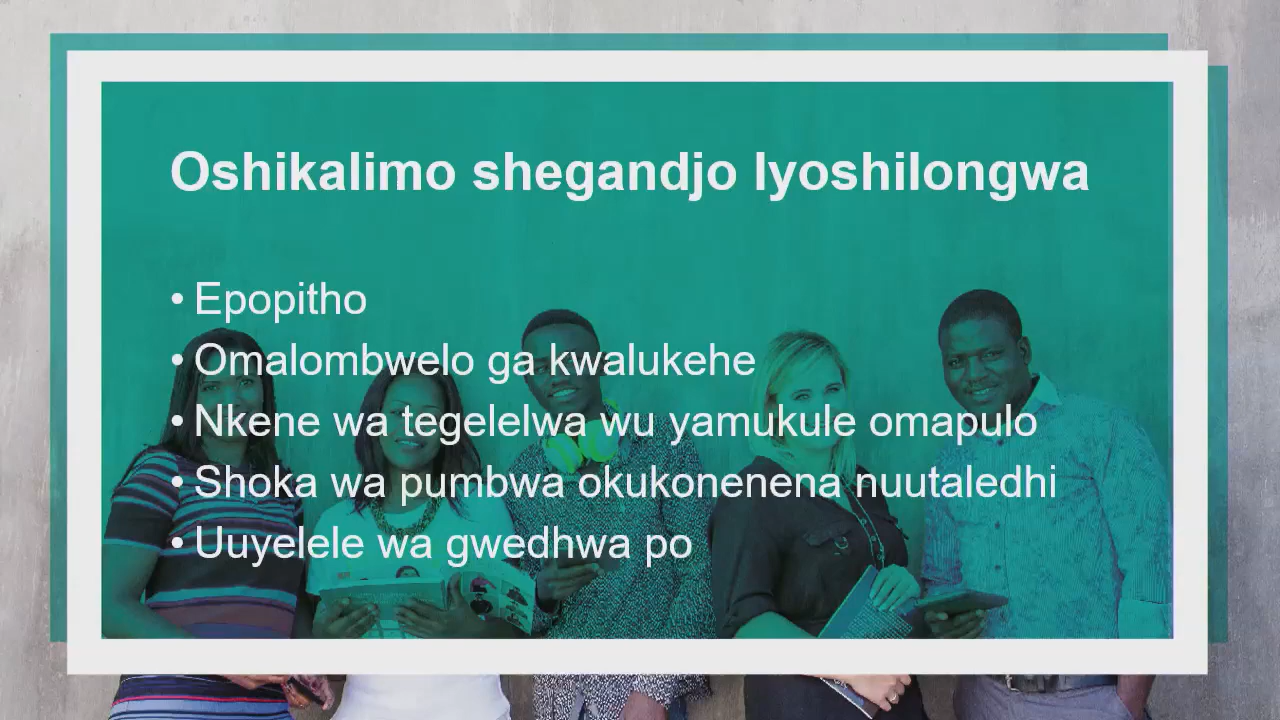 Oshikalimo shegandjo lyoshilongwa
• Epopitho
• Omalombwelo ga kwalukehe
• Nkene wa tegelelwa wu yamukule omapulo
• Shoka wa pumbwa okukonenena nuutaledhi
• Uuyelele wa gwedhwa po